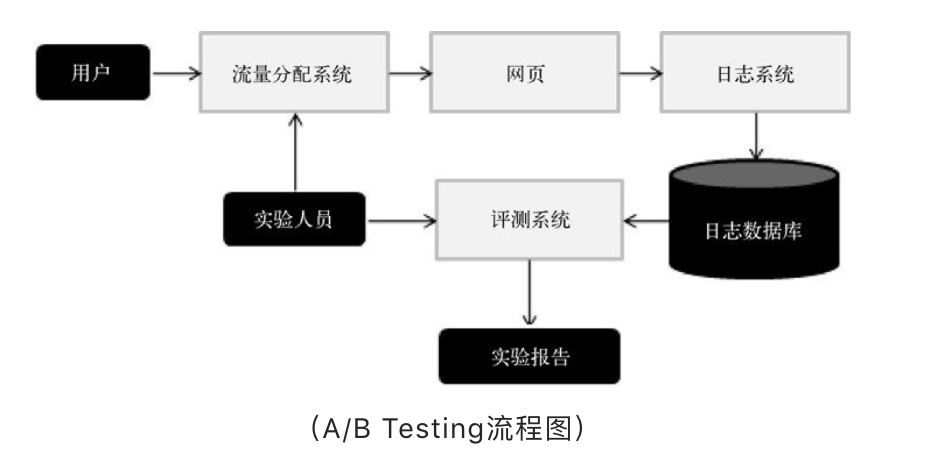 用户
流量分配系统
网页
日志系统
实验人员
评测系统
日志数据库
实验报告
（A/B Testing流程图）